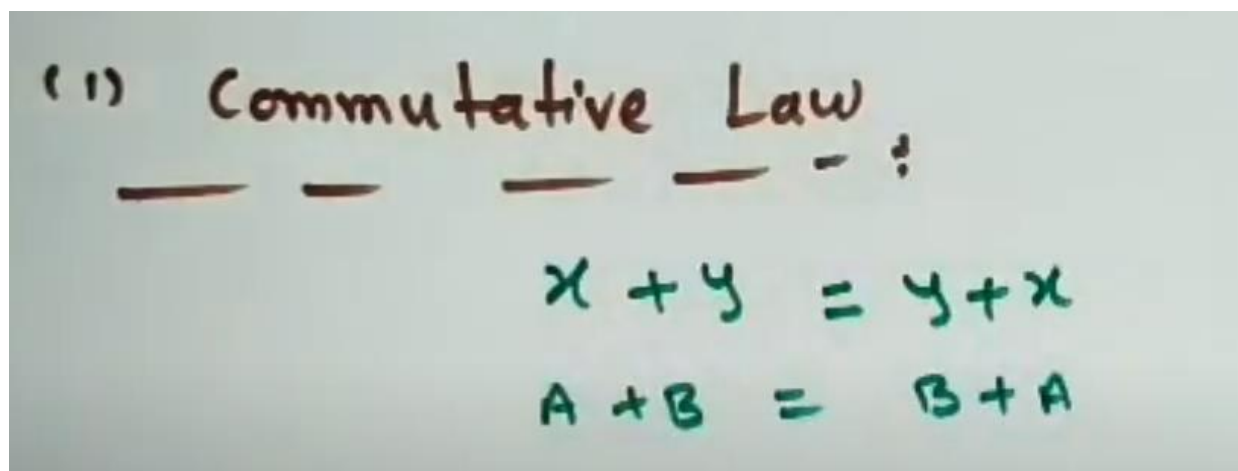 (1) Commutative Law :
x + y = y + x
A + B = B + A